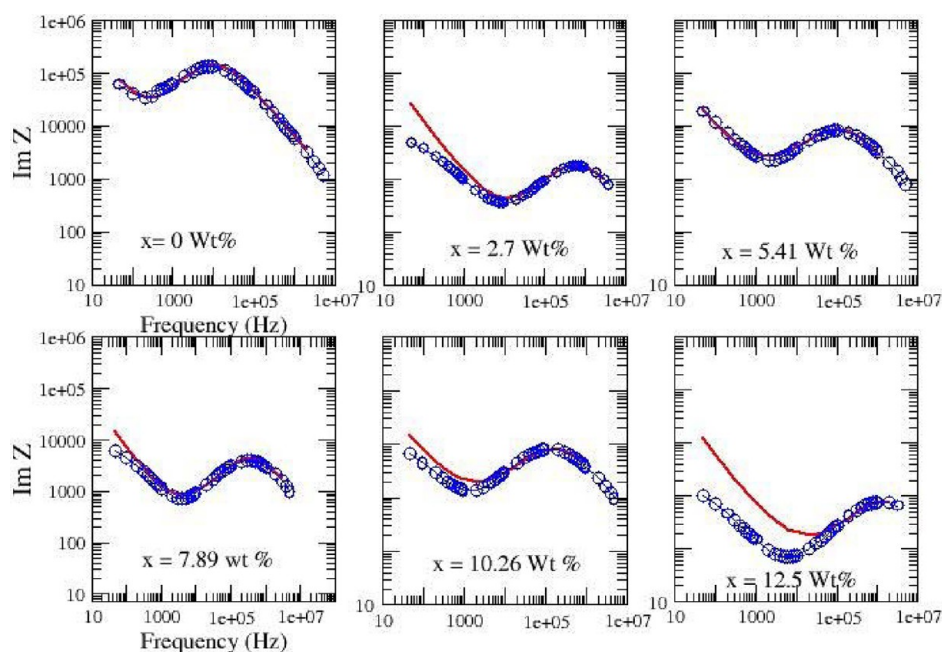 1e+06
1e+05
10000
1000
100
10
Im Z
x= 0 Wt%
10 1000 1e+05 1e+07
Frequency (Hz)
x = 2.7 Wt%
10
10 1000 1e+05 1e+07
x = 5.41 Wt %
10
10 1000 1e+05 1e+07
1e+06
1e+05
10000
1000
100
10
Im Z
x = 7.89 wt %
10 1000 1e+05 1e+07
Frequency (Hz)
x = 10.26 Wt %
10
10 1000 1e+05 1e+07
x = 12.5 Wt%
10
10 1000 1e+05 1e+07